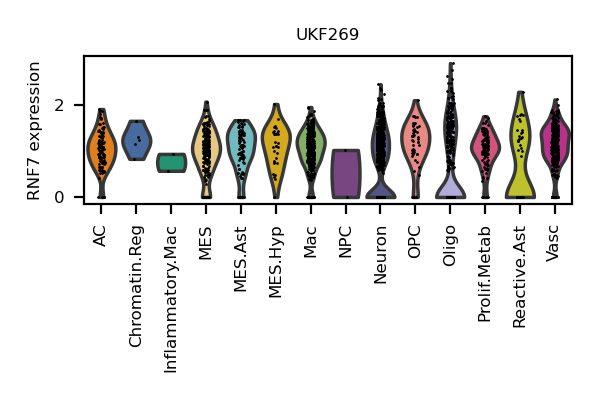 UKF269
RNF7 expression
2
0
AC
Chromatin.Reg
Inflammatory.Mac
MES
MES.Ast
MES.Hyp
Mac
NPC
Neuron
OPC
Oligo
Prolif.Metab
Reactive.Ast
Vasc